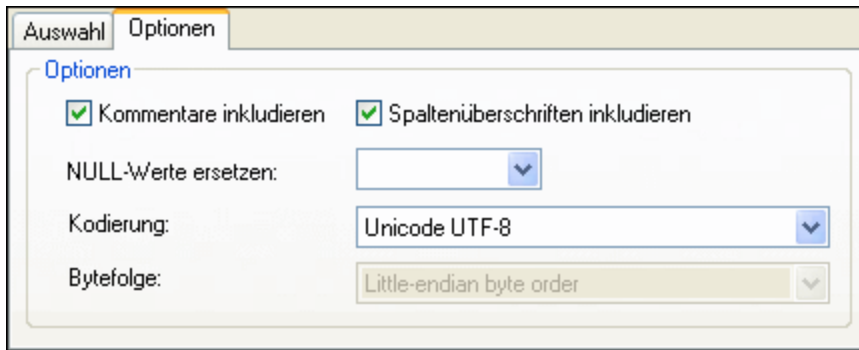 Auswahl Optionen
Optionen
Kommentare inkludieren Spaltenüberschriften inkludieren
NULL-Werte ersetzen:
Kodierung: Unicode UTF-8
Bytefolge: Little-endian byte order